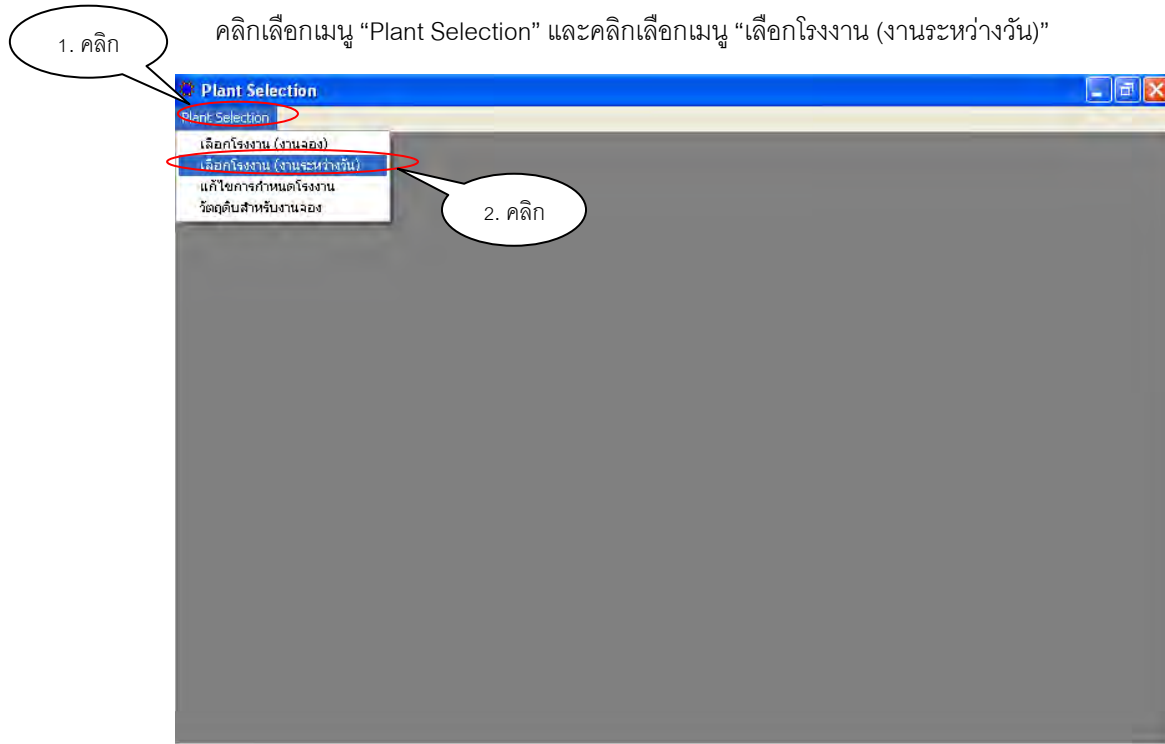 คลิกเลือกเมนู “Plant Selection” และคลิกเลือกเมนู “เลือกโรงงาน (งานระหว่างวัน)”
1. คลิก
Plant Selection
Plant Selection
เลือกโรงงาน (งานจอง)
เลือกโรงงาน (งานระหว่างวัน)
แก้ไขการกำหนดโรงงาน
วัตถุดิบสำหรับงานจอง
2. คลิก